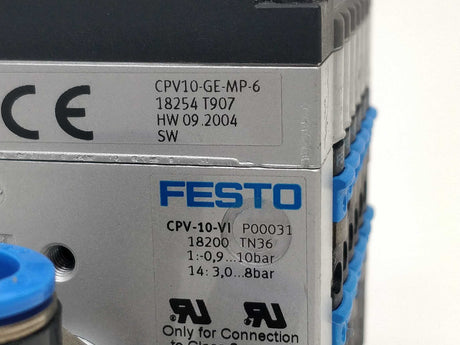 CE
CPV10-GE-MP-6
18254 T907
HW 09.2004
SW
FESTO
CPV-10-VI P00031
18200 TN36
1:-0,9...10bar
14: 3,0...8bar
Only for Connection